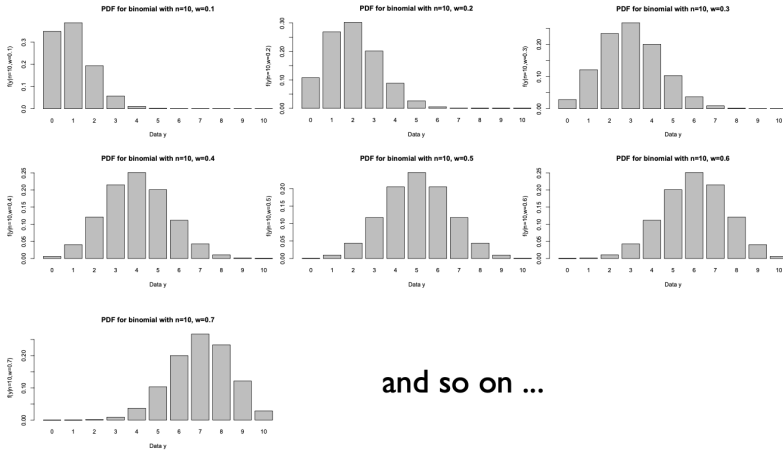 PDF for binomial with n=10, w=0.1
f(y|n=10,w=0.1)
0.0 0.1 0.2 0.3
0 1 2 3 4 5 6 7 8 9 10
Data y
PDF for binomial with n=10, w=0.2
f(y|n=10,w=0.2)
0.00 0.10 0.20 0.30
0 1 2 3 4 5 6 7 8 9 10
Data y
PDF for binomial with n=10, w=0.3
f(y|n=10,w=0.3)
0.00 0.10 0.20
0 1 2 3 4 5 6 7 8 9 10
Data y
PDF for binomial with n=10, w=0.4
f(y|n=10,w=0.4)
0.00 0.05 0.10 0.15 0.20 0.25
0 1 2 3 4 5 6 7 8 9 10
Data y
PDF for binomial with n=10, w=0.5
f(y|n=10,w=0.5)
0.00 0.05 0.10 0.15 0.20
0 1 2 3 4 5 6 7 8 9 10
Data y
PDF for binomial with n=10, w=0.6
f(y|n=10,w=0.6)
0.00 0.05 0.10 0.15 0.20 0.25
0 1 2 3 4 5 6 7 8 9 10
Data y
PDF for binomial with n=10, w=0.7
f(y|n=10,w=0.7)
0.00 0.10 0.20
0 1 2 3 4 5 6 7 8 9 10
Data y
and so on ...